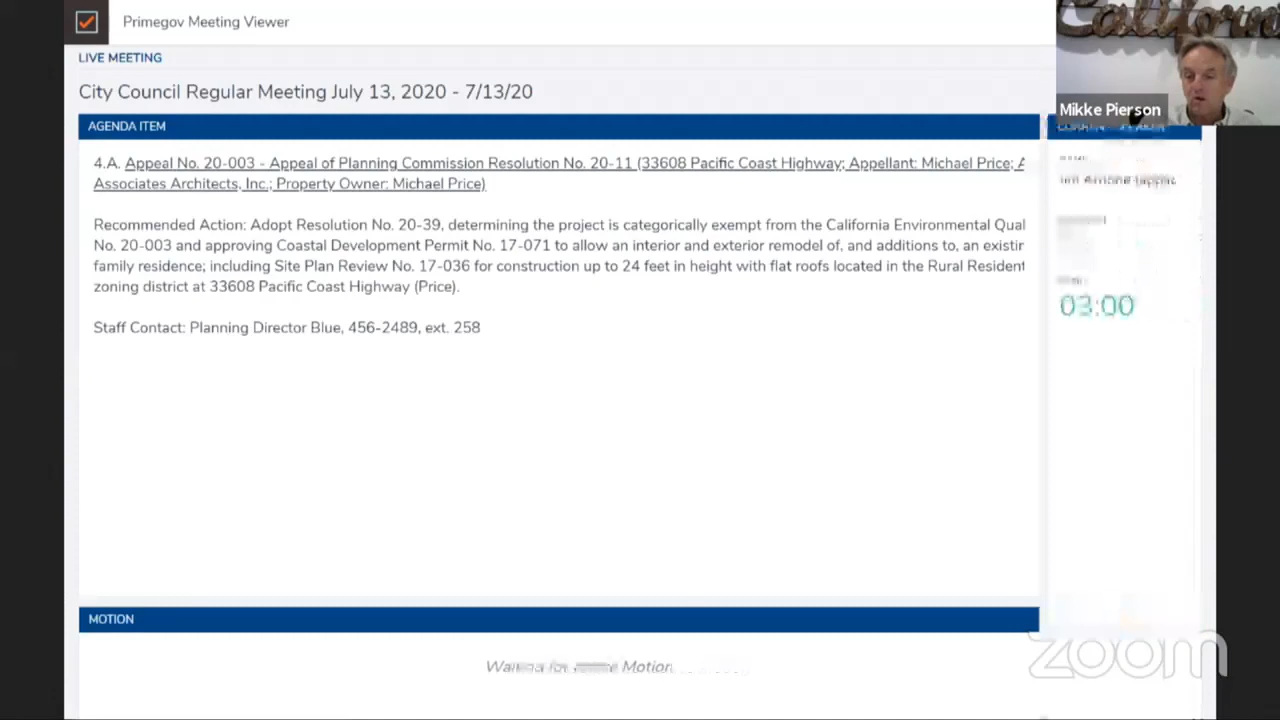 Primegov Meeting Viewer
LIVE MEETING
City Council Regular Meeting July 13, 2020 - 7/13/20
California
Mikke Pierson
AGENDA ITEM
4.A. Appeal No. 20-003 - Appeal of Planning Commission Resolution No. 20-11 (33608 Pacific Coast Highway; Appellant: Michael Price; A
Associates Architects, Inc.; Property Owner: Michael Price)
Recommended Action: Adopt Resolution No. 20-39, determining the project is categorically exempt from the California Environmental Qual
No. 20-003 and approving Coastal Development Permit No. 17-071 to allow an interior and exterior remodel of, and additions to, an existin
family residence; including Site Plan Review No. 17-036 for construction up to 24 feet in height with flat roofs located in the Rural Resident
zoning district at 33608 Pacific Coast Highway (Price).
Staff Contact: Planning Director Blue, 456-2489, ext. 258
03:00
MOTION
Motion
zoom